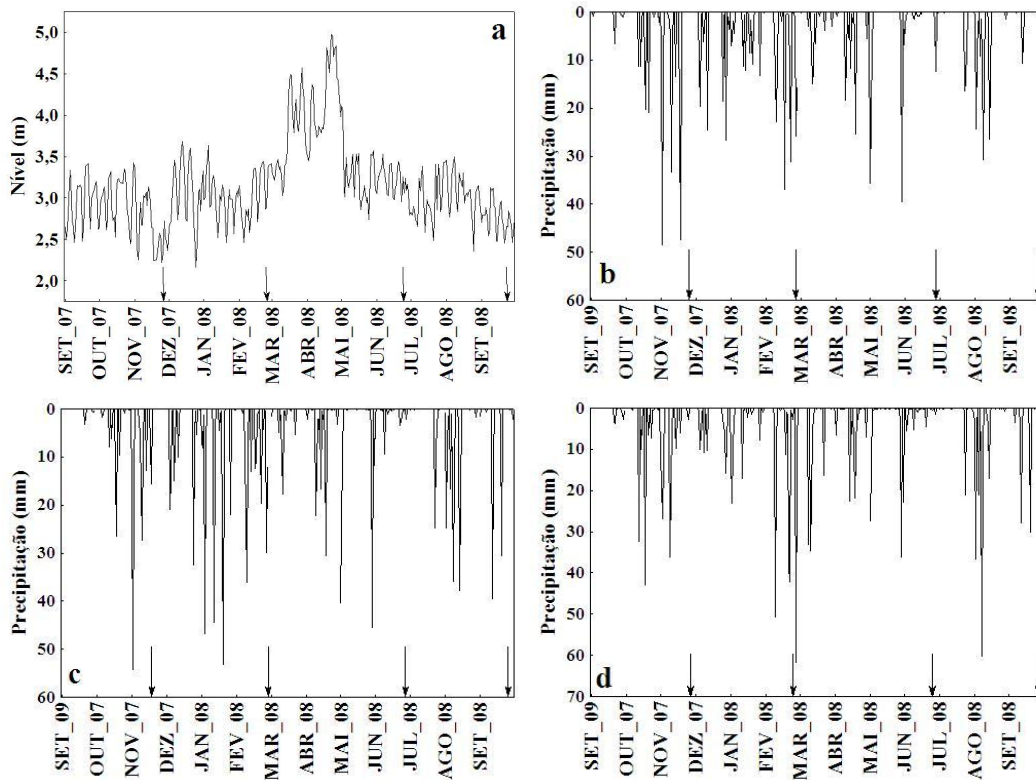 a
Nível (m)
5,0
4,5
4,0
3,5
3,0
2,5
2,0
SET_07
OUT_07
NOV_07
DEZ_07
JAN_08
FEV_08
MAR_08
ABR_08
MAI_08
JUN_08
JUL_08
AGO_08
SET_08
b
Precipitação (mm)
0
10
20
30
40
50
60
SET_09
OUT_07
NOV_07
DEZ_07
JAN_08
FEV_08
MAR_08
ABR_08
MAI_08
JUN_08
JUL_08
AGO_08
SET_08
c
Precipitação (mm)
0
10
20
30
40
50
60
SET_09
OUT_07
NOV_07
DEZ_07
JAN_08
FEV_08
MAR_08
ABR_08
MAI_08
JUN_08
JUL_08
AGO_08
SET_08
d
Precipitação (mm)
0
10
20
30
40
50
60
70
SET_09
OUT_07
NOV_07
DEZ_07
JAN_08
FEV_08
MAR_08
ABR_08
MAI_08
JUN_08
JUL_08
AGO_08
SET_08